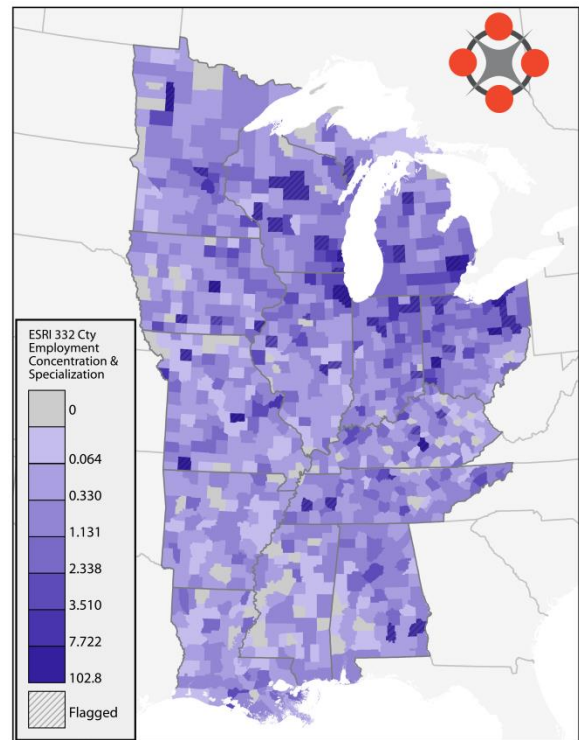 ESRI 332 Cty
Employment
Concentration &
Specialization
0
0.064
0.330
1.131
2.338
3.510
7.722
102.8
Flagged